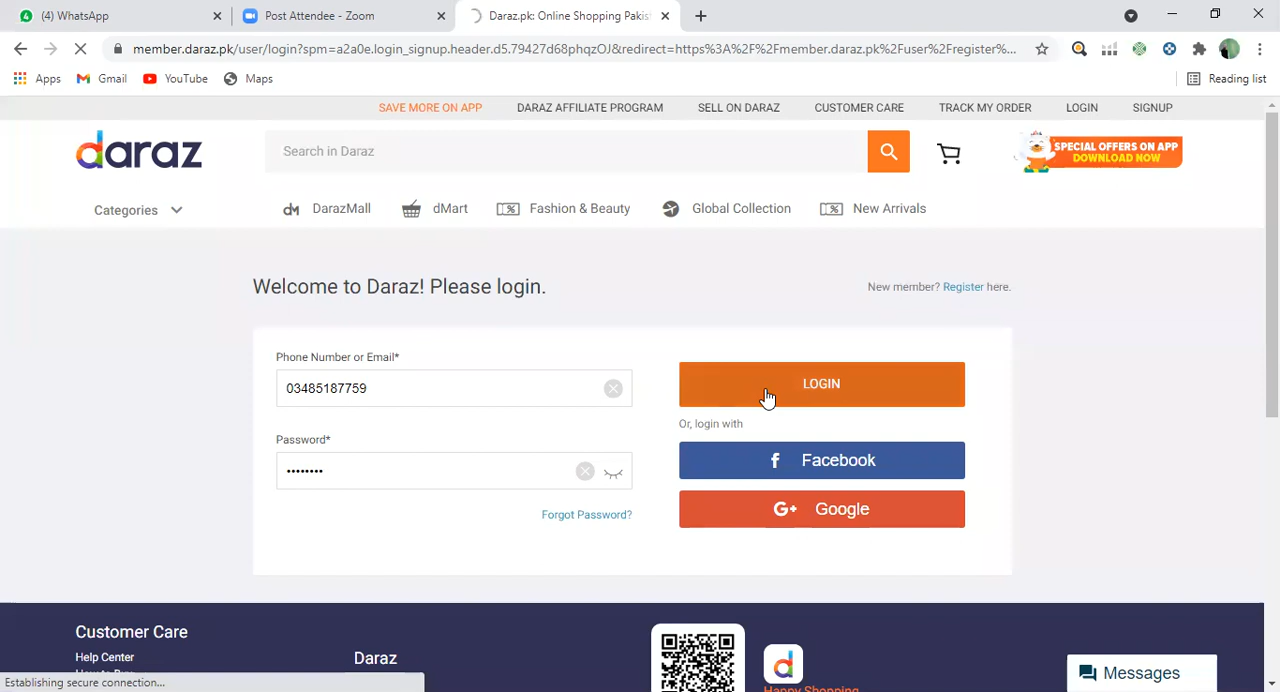 (4) WhatsApp
Post Attendee - Zoom
Daraz.pk: Online Shopping Pakis
member.daraz.pk/user/login?spm=a2a0e.login_signup.header.d5.79427d68phqzOJ&redirect=https%3A%2F%2Fmember.daraz.pk%2Fuser%2Fregister%...
Apps
Gmail
YouTube
Maps
Reading list
SAVE MORE ON APP
DARAZ AFFILIATE PROGRAM
SELL ON DARAZ
CUSTOMER CARE
TRACK MY ORDER
LOGIN
SIGNUP
daraz
Search in Daraz
SPECIAL OFFERS ON APP
DOWNLOAD NOW
Categories
DarazMall
dMart
Fashion & Beauty
Global Collection
New Arrivals
Welcome to Daraz! Please login.
New member? Register here.
Phone Number or Email*
03485187759
LOGIN
Or, login with
Password*
••••••••
Facebook
Forgot Password?
G+ Google
Customer Care
Help Center
Daraz
Happy Shopping
Messages
Establishing secure connection...